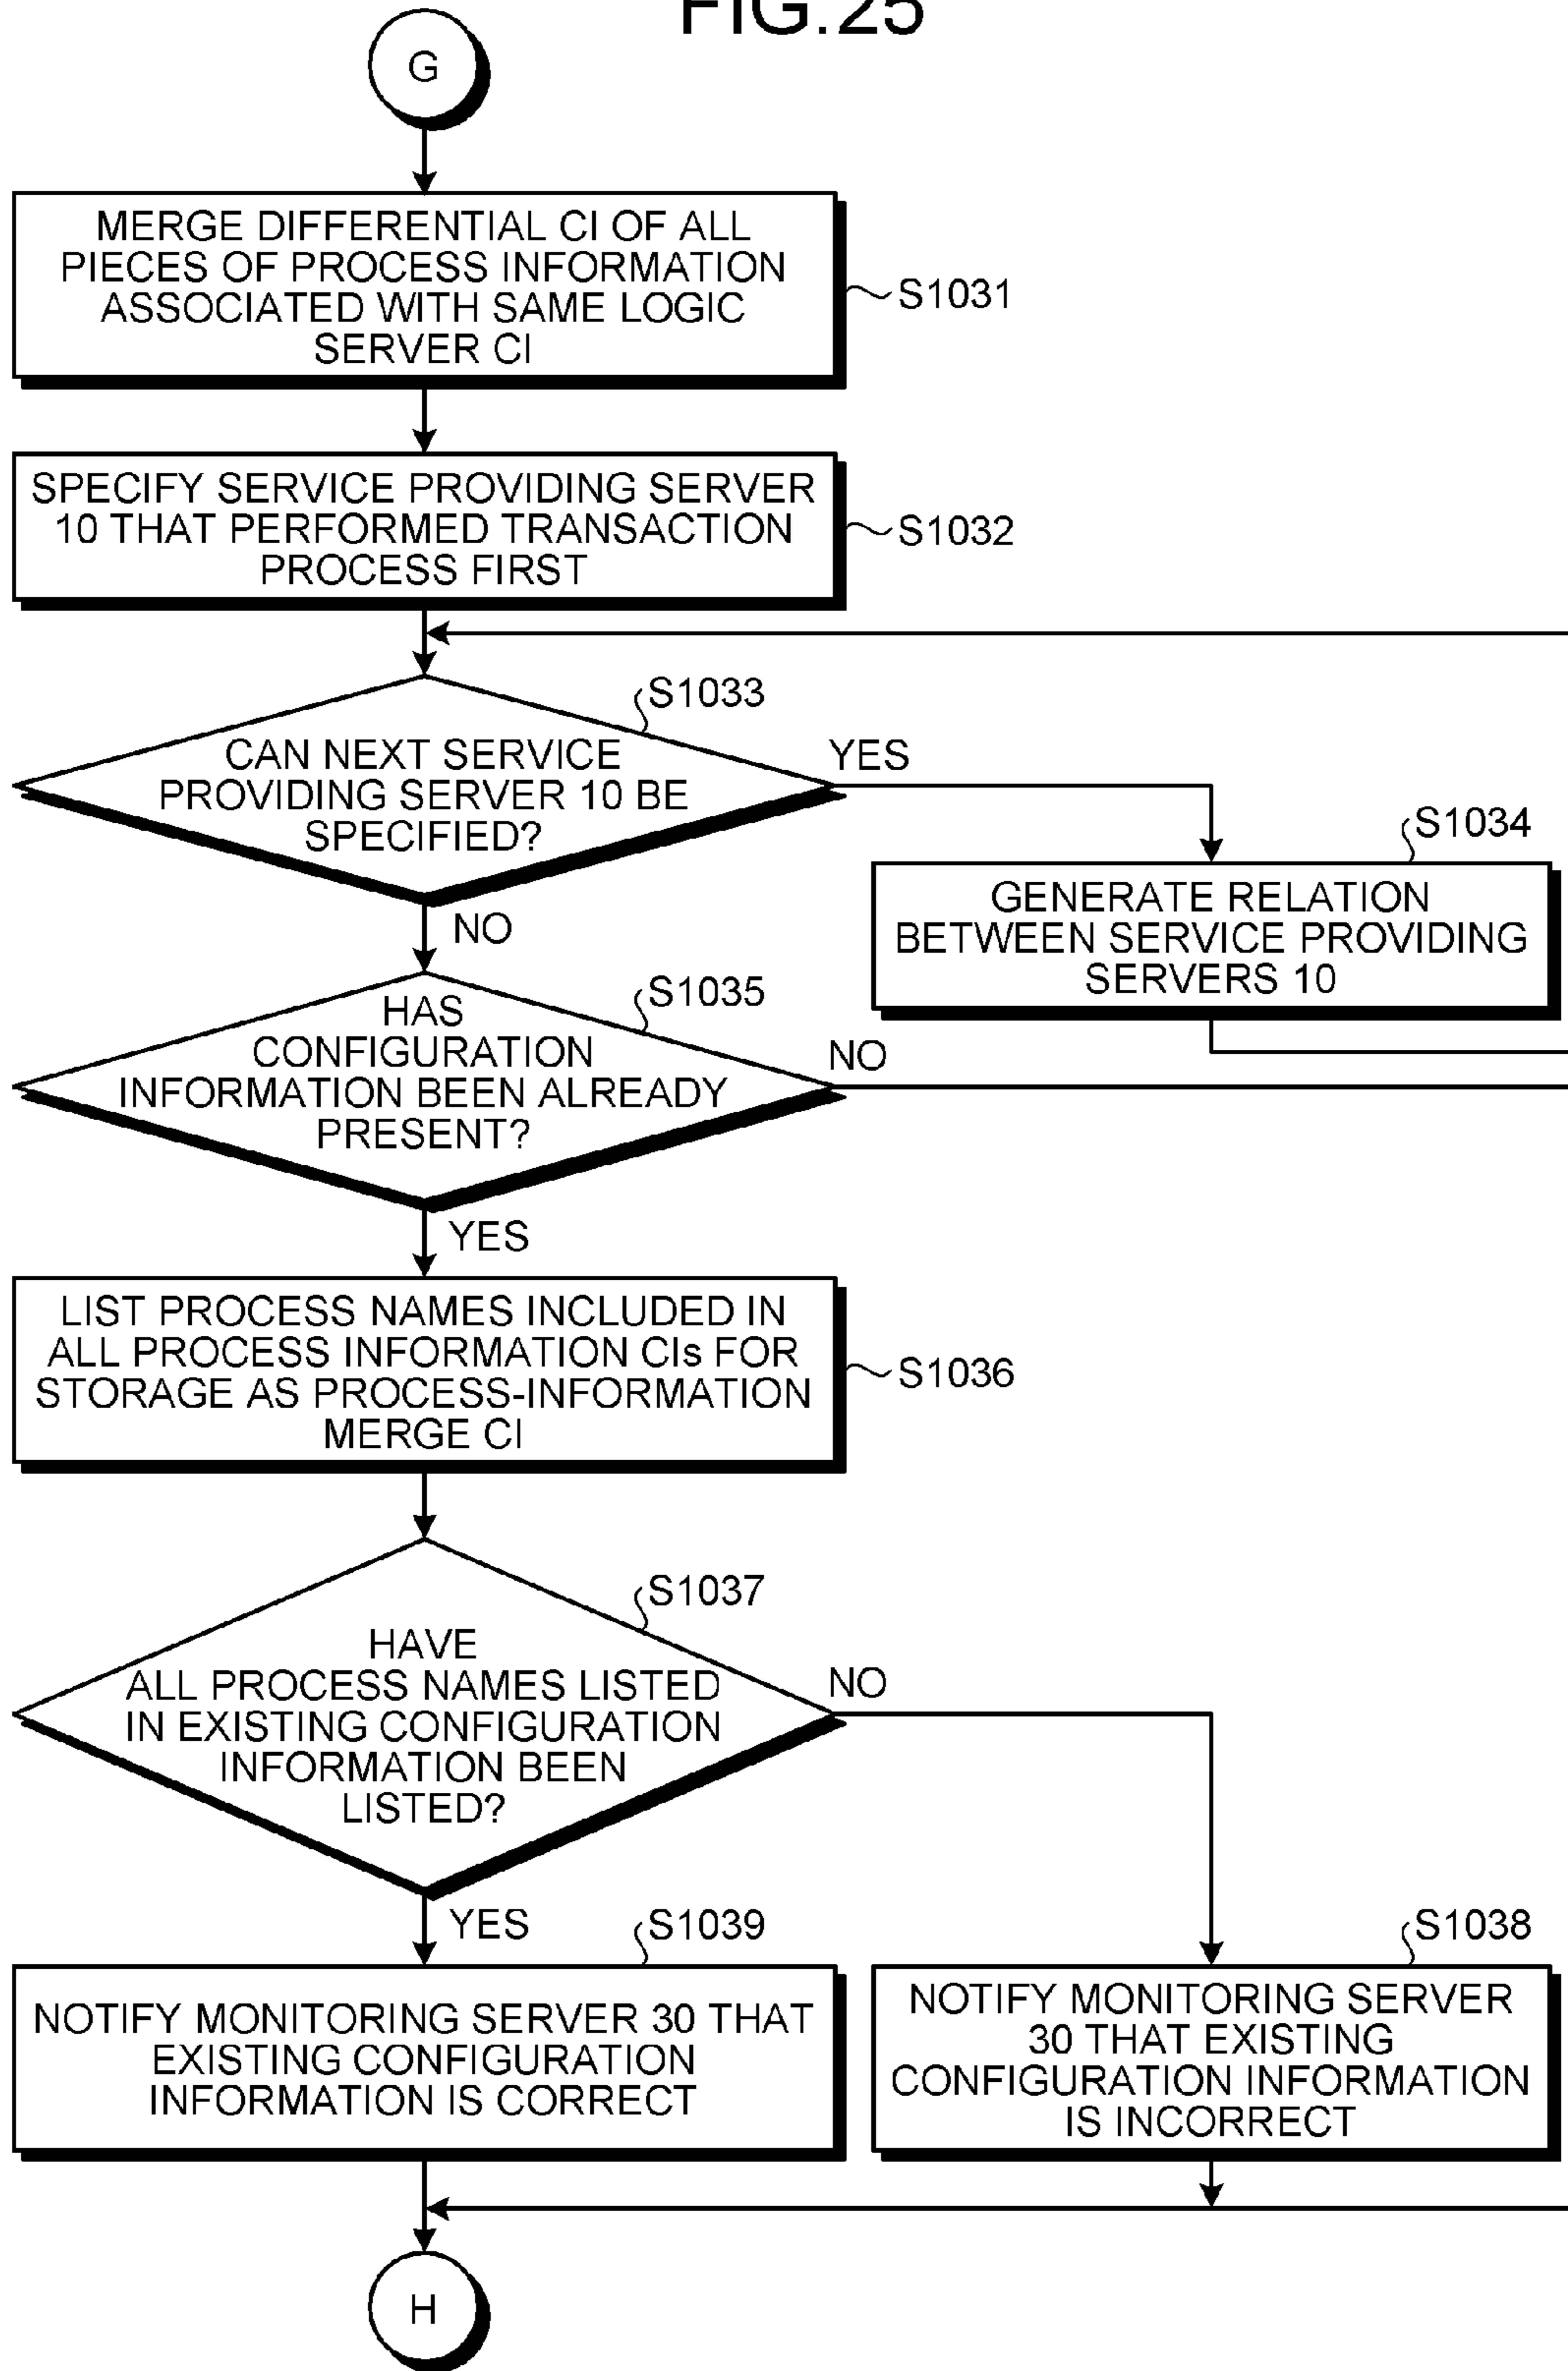 FIG.25
G
MERGE DIFFERENTIAL CI OF ALL
PIECES OF PROCESS INFORMATION
ASSOCIATED WITH SAME LOGIC
SERVER CI
S1031
SPECIFY SERVICE PROVIDING SERVER
10 THAT PERFORMED TRANSACTION
PROCESS FIRST
S1032
S1033
CAN NEXT SERVICE
PROVIDING SERVER 10 BE
SPECIFIED?
YES
NO
S1034
GENERATE RELATION
BETWEEN SERVICE PROVIDING
SERVERS 10
S1035
HAS
CONFIGURATION
INFORMATION BEEN ALREADY
PRESENT?
NO
YES
LIST PROCESS NAMES INCLUDED IN
ALL PROCESS INFORMATION CIs FOR
STORAGE AS PROCESS-INFORMATION
MERGE CI
S1036
S1037
HAVE
ALL PROCESS NAMES LISTED
IN EXISTING CONFIGURATION
INFORMATION BEEN
LISTED?
NO
YES
S1039
NOTIFY MONITORING SERVER 30 THAT
EXISTING CONFIGURATION
INFORMATION IS CORRECT
S1038
NOTIFY MONITORING SERVER
30 THAT EXISTING
CONFIGURATION INFORMATION
IS INCORRECT
H